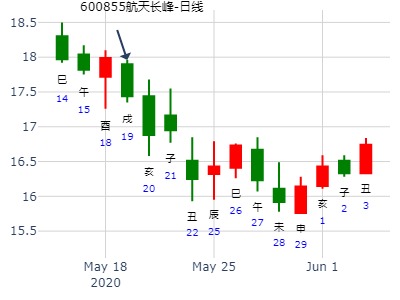 600855航天长峰-日线
18.5
18
17.5
17
16.5
16
15.5
巳
14
午
15
酉
18
戌
19
亥
20
子
21
丑
22
辰
25
巳
26
午
27
未
28
申
29
亥
1
子
2
丑
3
May 18
2020
May 25
Jun 1